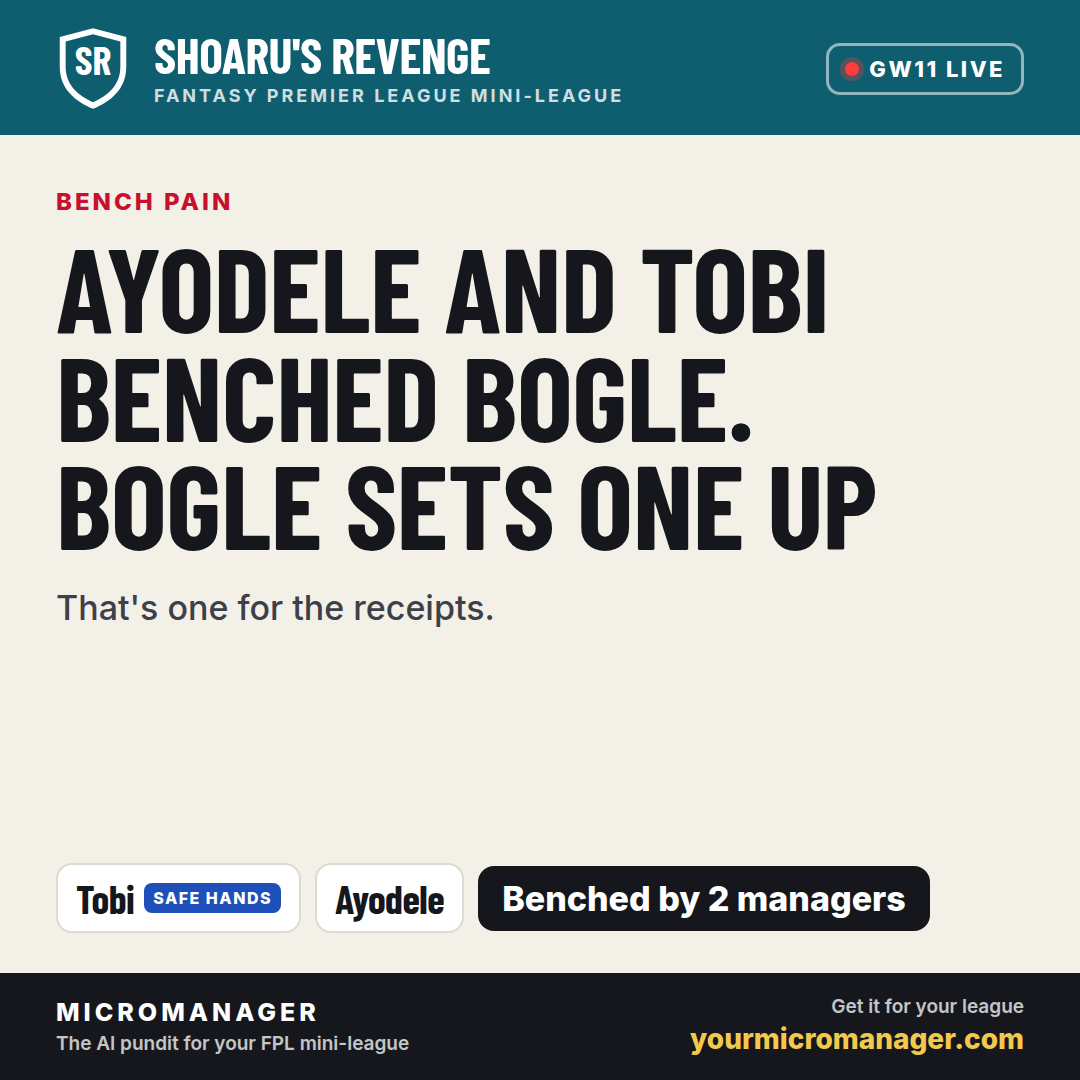 SR
SHOARU'S REVENGE
FANTASY PREMIER LEAGUE MINI-LEAGUE
GW11 LIVE
BENCH PAIN
AYODELE AND TOBI
BENCHED BOGLE.
BOGLE SETS ONE UP
That's one for the receipts.
Tobi SAFE HANDS
Ayodele
Benched by 2 managers
MICROMANAGER
The AI pundit for your FPL mini-league
Get it for your league
yourmicromanager.com